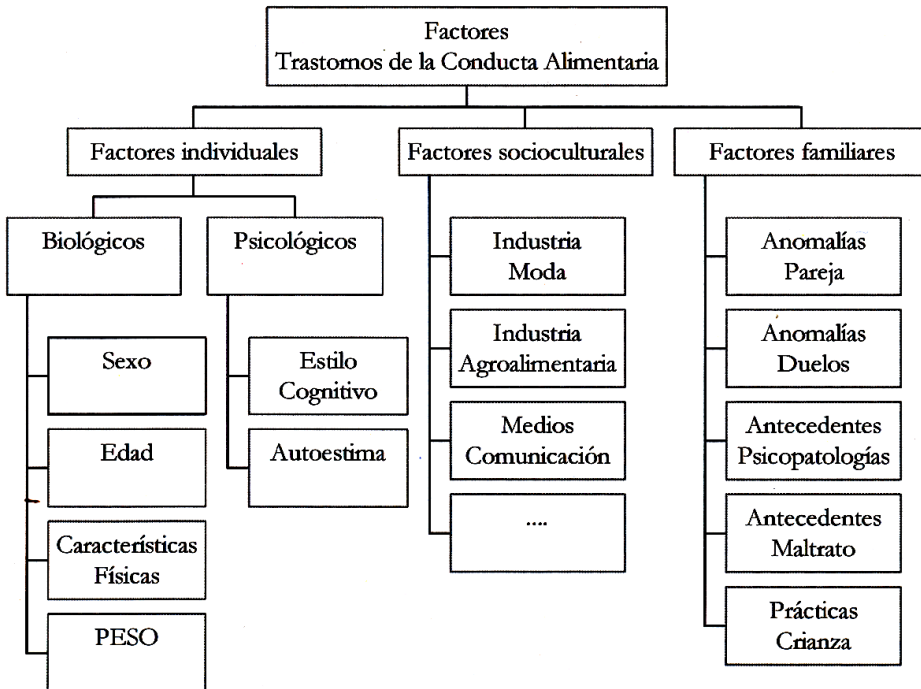 Factores
Trastornos de la Conducta Alimentaria
Factores individuales
Factores socioculturales
Factores familiares
Biológicos
Psicológicos
Sexo
Edad
Características
Físicas
PESO
Estilo
Cognitivo
Autoestima
Industria
Moda
Industria
Agroalimentaria
Medios
Comunicación
....
Anomalías
Pareja
Anomalías
Duelos
Antecedentes
Psicopatologías
Antecedentes
Maltrato
Prácticas
Crianza